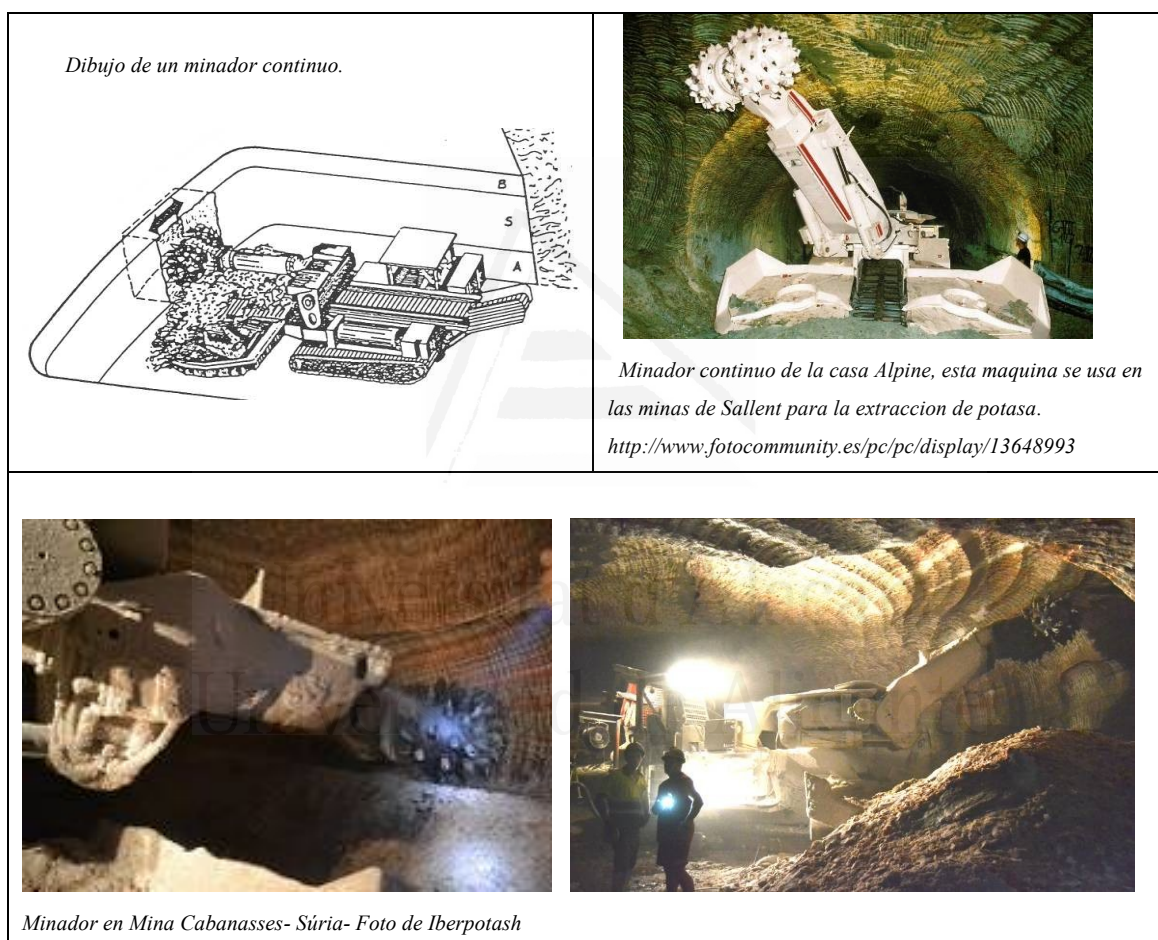 Dibujo de un minador continuo.
B
S
A
Minador continuo de la casa Alpine, esta maquina se usa en
las minas de Sallent para la extraccion de potasa.
http://www.fotocommunity.es/pc/pc/display/13648993
Minador en Mina Cabanasses- Súria- Foto de Iberpotash